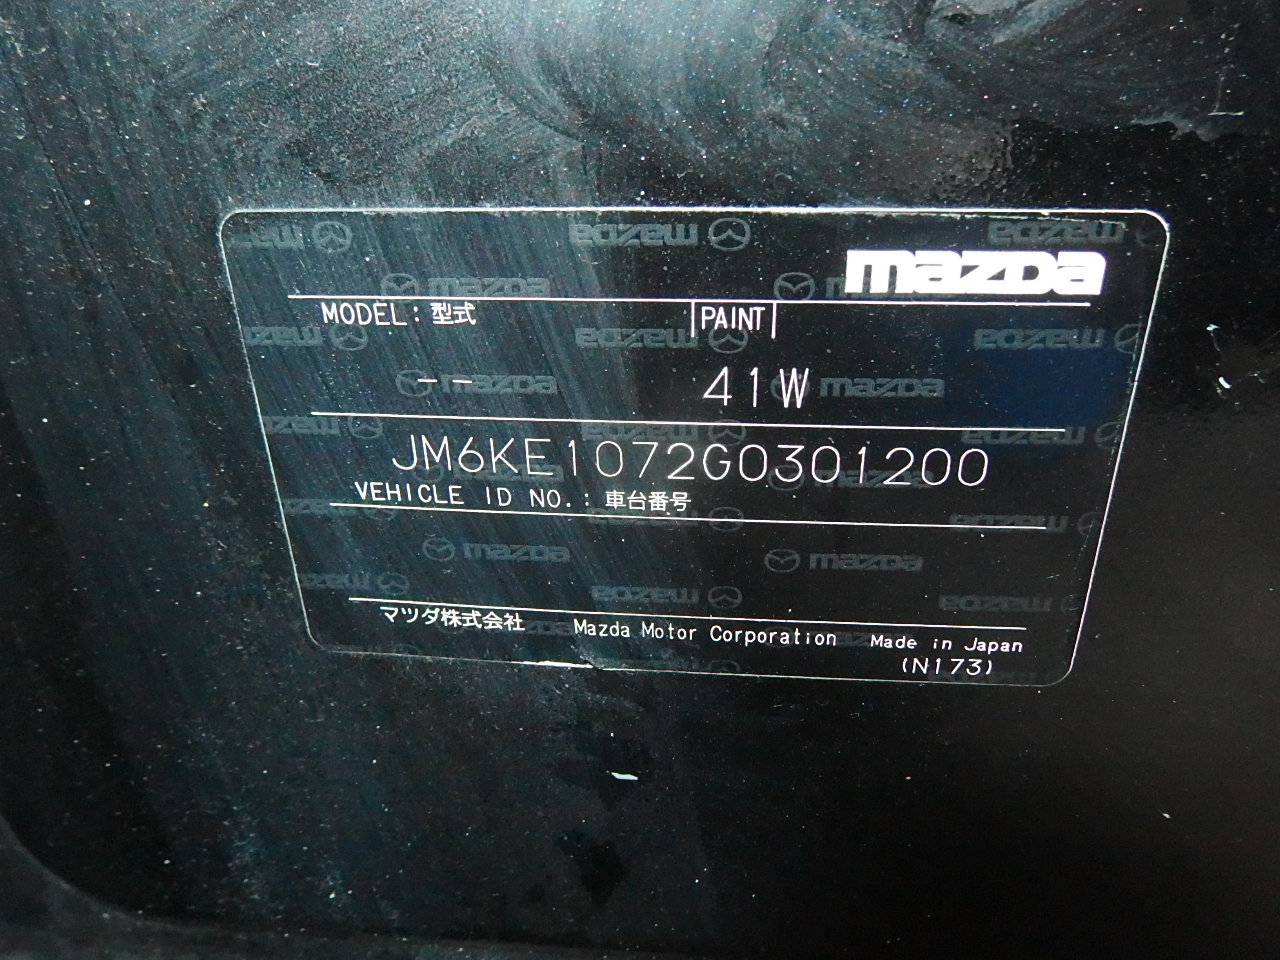 mazda
MODEL: 型式 PAINT
-- 41W
JM6KE1072G0301200
VEHICLE ID NO.: 車台番号
マツダ株式会社 Mazda Motor Corporation Made in Japan
(N173)